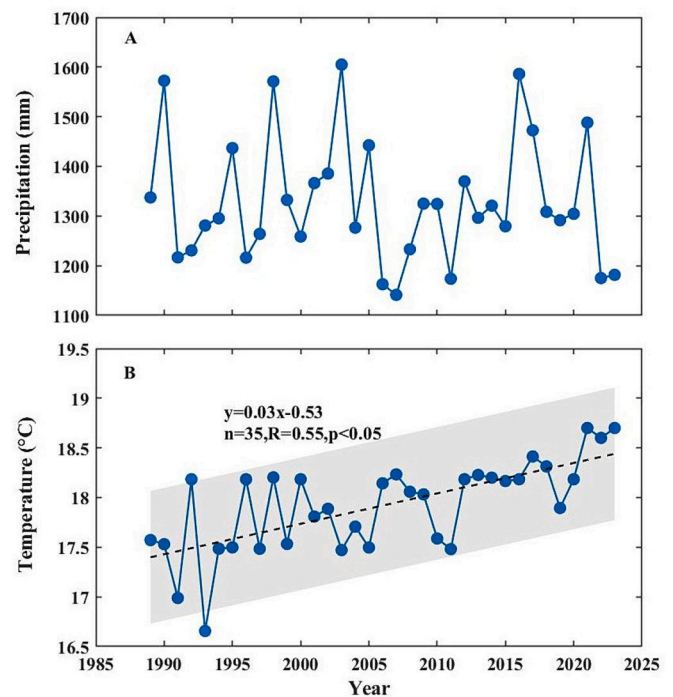 1700
A
1600
1500
1400
1300
1200
1100
Precipitation (mm)
19.5
B
19
y=0.03x-0.53
n=35,R=0.55,p<0.05
18.5
18
17.5
17
16.5
Temperature (°C)
1985 1990 1995 2000 2005 2010 2015 2020 2025
Year